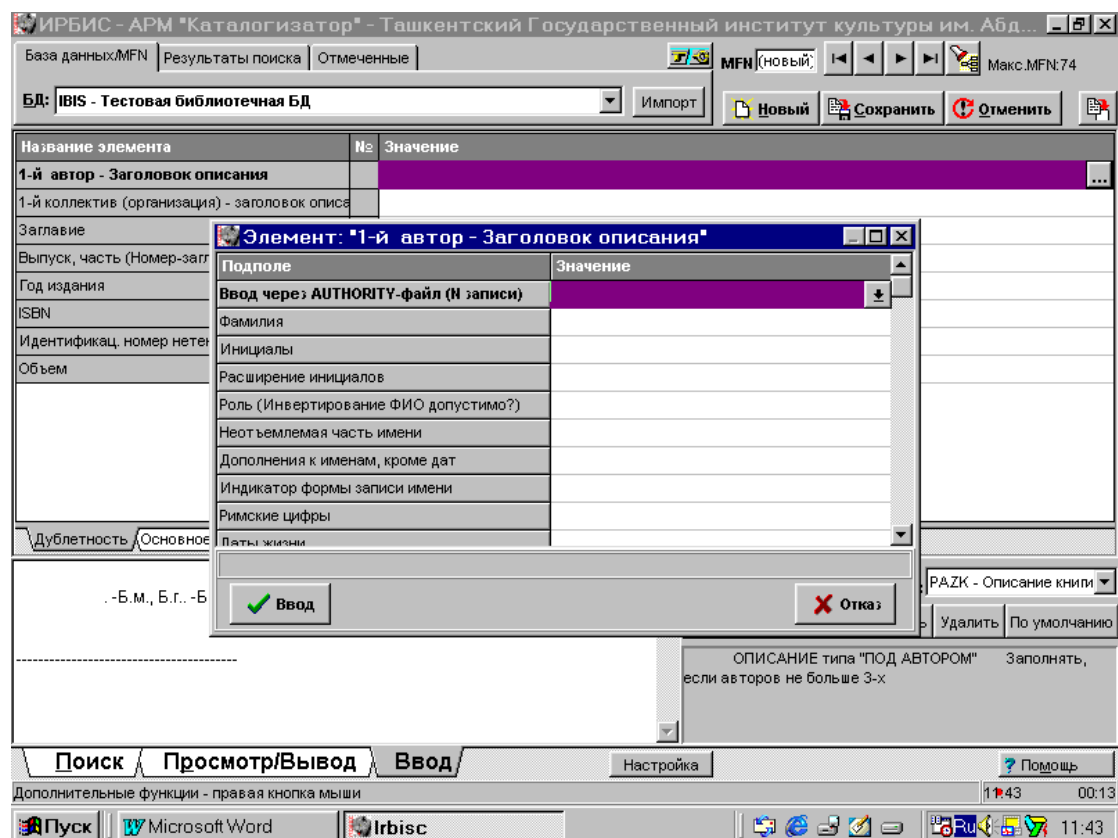 ИРБИС - АРМ "Каталогизатор" - Ташкентский Государственный институт культуры им. Абд...
База данных/MFN Результаты поиска Отмеченные
MFN (новый) Макс.MFN:74
БД: IBIS - Тестовая библиотечная БД Импорт Новый Сохранить Отменить
Название элемента № Значение
1-й автор - Заголовок описания ...
1-й коллектив (организация) - заголовок описа
Заглавие
Выпуск, часть (Номер-загл
Год издания
ISBN
Идентификац. номер нетек
Объем
Элемент: "1-й автор - Заголовок описания"
Подполе Значение
Ввод через AUTHORITY-файл (N записи)
Фамилия
Инициалы
Расширение инициалов
Роль (Инвертирование ФИО допустимо?)
Неотъемлемая часть имени
Дополнения к именам, кроме дат
Индикатор формы записи имени
Римские цифры
Даты жизни
Ввод Отказ
Дублетность Основное
. -Б.м., Б.г.. -Б
PAZK - Описание книги
ь Удалить По умолчанию
----------------------------------------
ОПИСАНИЕ типа "ПОД АВТОРОМ" Заполнять,
если авторов не больше 3-х
Поиск Просмотр/Вывод Ввод Настройка ? Помощь
Дополнительные функции - правая кнопка мыши 11:43 00:13
Пуск Microsoft Word Irbisc Ru 11:43